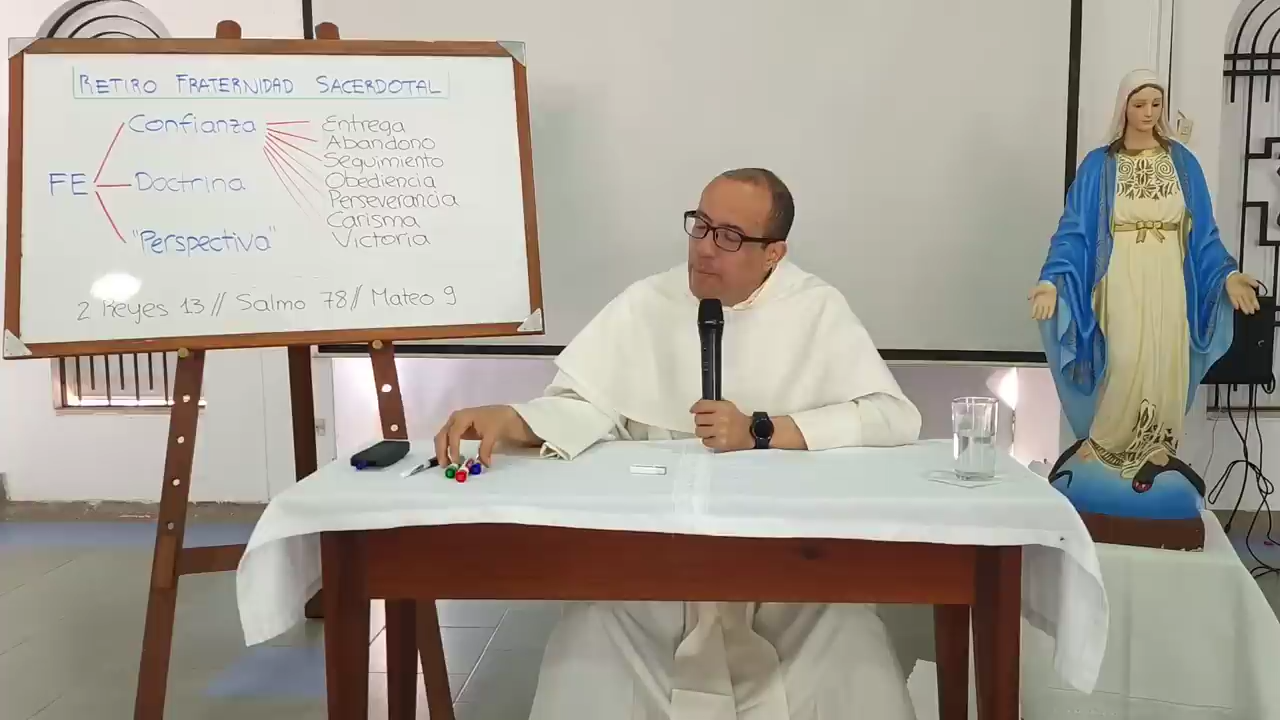 RETIRO FRATERNIDAD SACERDOTAL
FE
Confianza
Doctrina
"Perspectiva"
Entrega
Abandono
Seguimiento
Obediencia
Perseverancia
Carisma
Victoria
2 Reyes 13 // Salmo 78 // Mateo 9